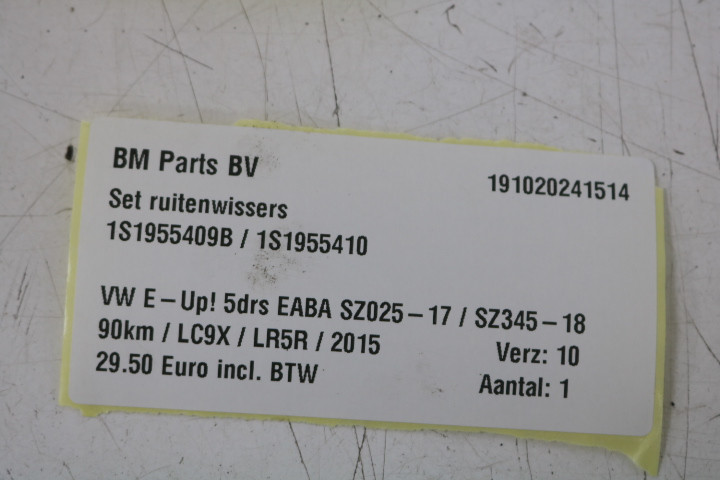 BM Parts BV
191020241514
Set ruitenwissers
1S1955409B / 1S1955410
VW E-Up! 5drs EABA SZ025-17 / SZ345-18
90km / LC9X / LR5R / 2015
Verz: 10
29.50 Euro incl. BTW
Aantal: 1